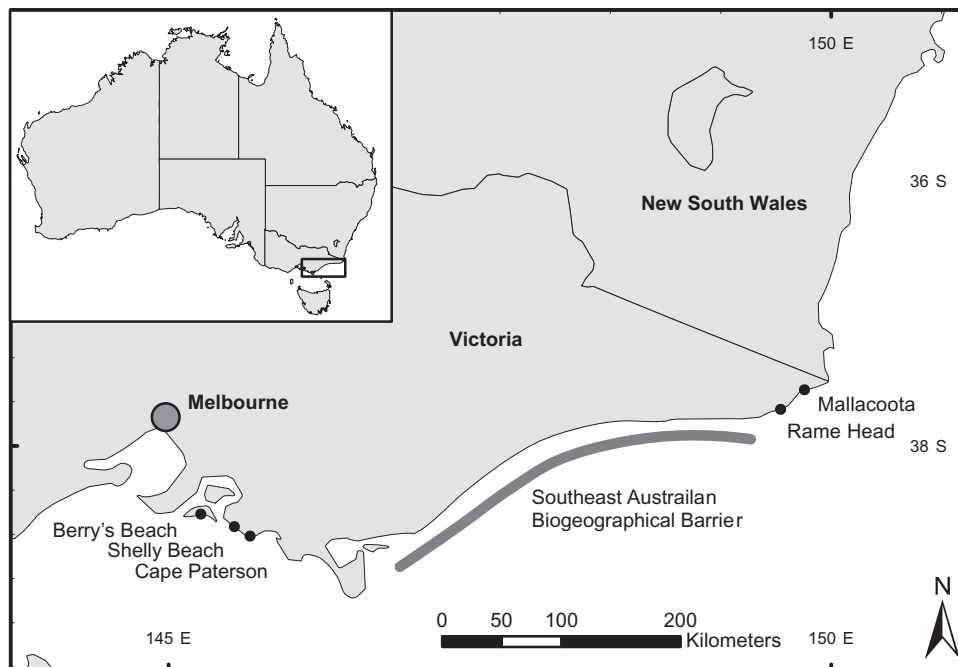 150 E
36 S
New South Wales
Victoria
Melbourne
Mallacoota
Rame Head
38 S
Southeast Austrailan
Biogeographical Barrier
Berry's Beach
Shelly Beach
Cape Paterson
N
0 50 100 200
Kilometers
145 E
150 E